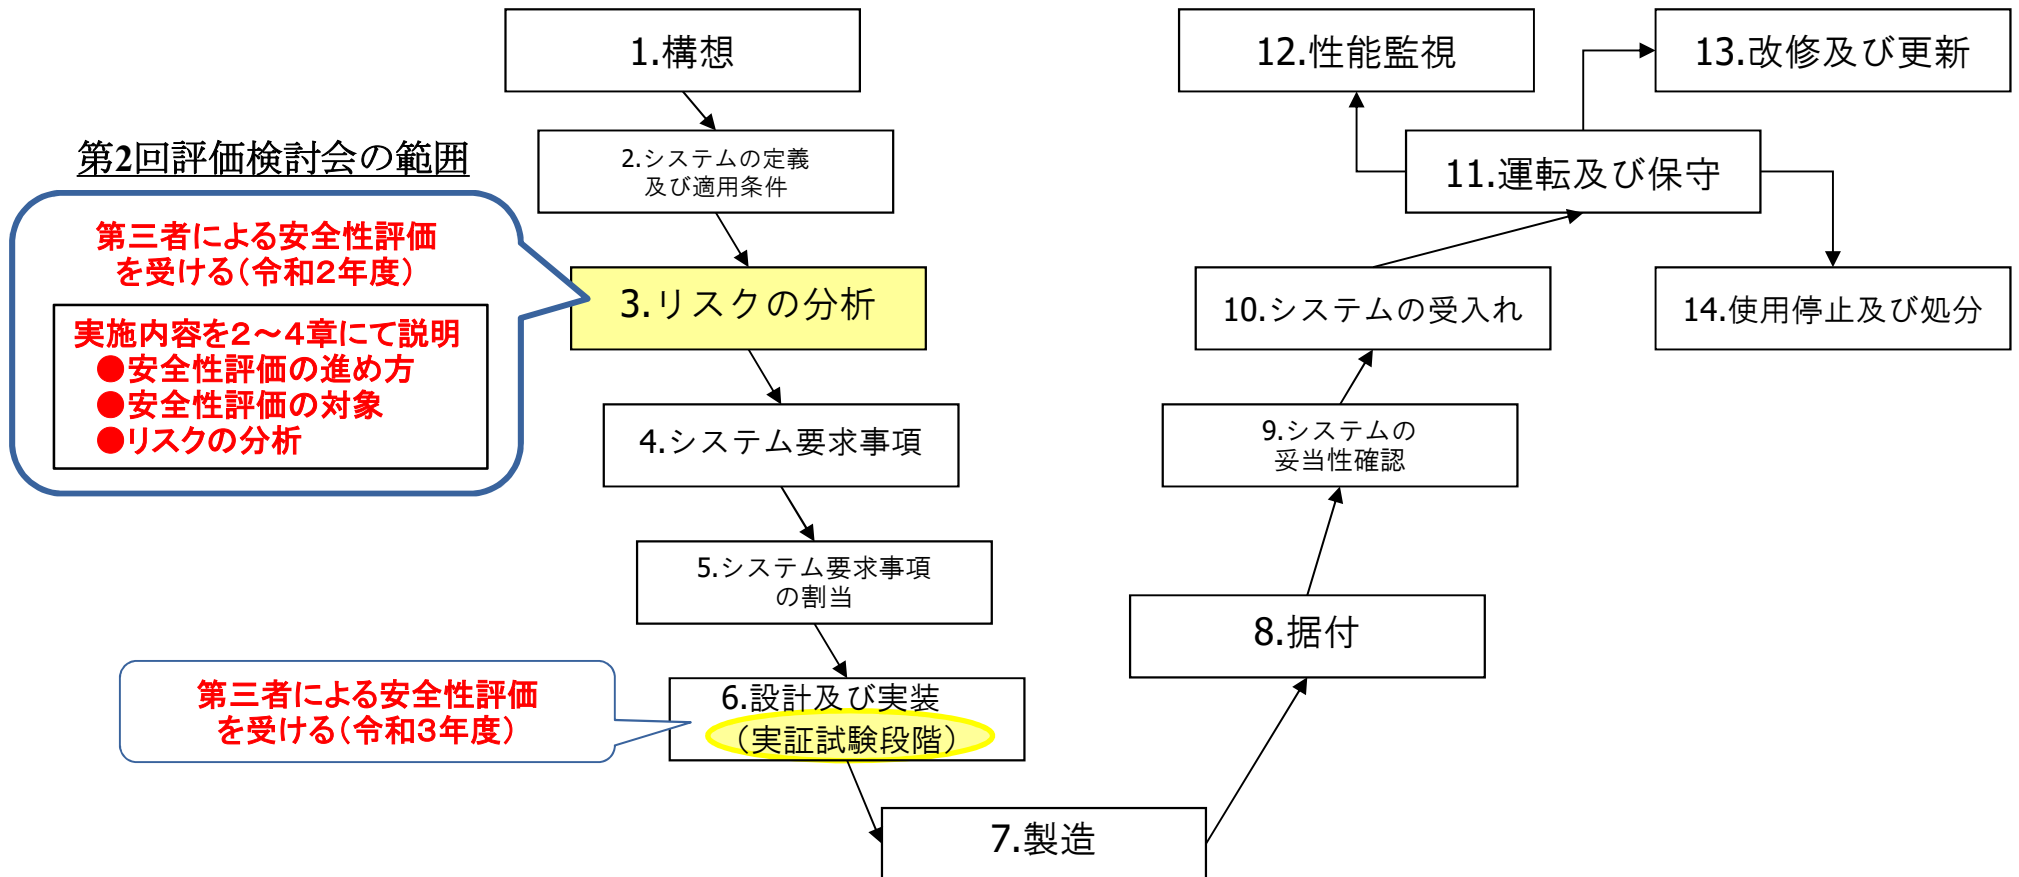 1.構想
2.システムの定義
及び適用条件
第2回評価検討会の範囲
第三者による安全性評価
を受ける(令和2年度)
実施内容を2～4章にて説明
●安全性評価の進め方
●安全性評価の対象
●リスクの分析
3.リスクの分析
4.システム要求事項
5.システム要求事項
の割当
第三者による安全性評価
を受ける(令和3年度)
6.設計及び実装
(実証試験段階)
7.製造
8.据付
9.システムの
妥当性確認
10.システムの受入れ
11.運転及び保守
12.性能監視
13.改修及び更新
14.使用停止及び処分